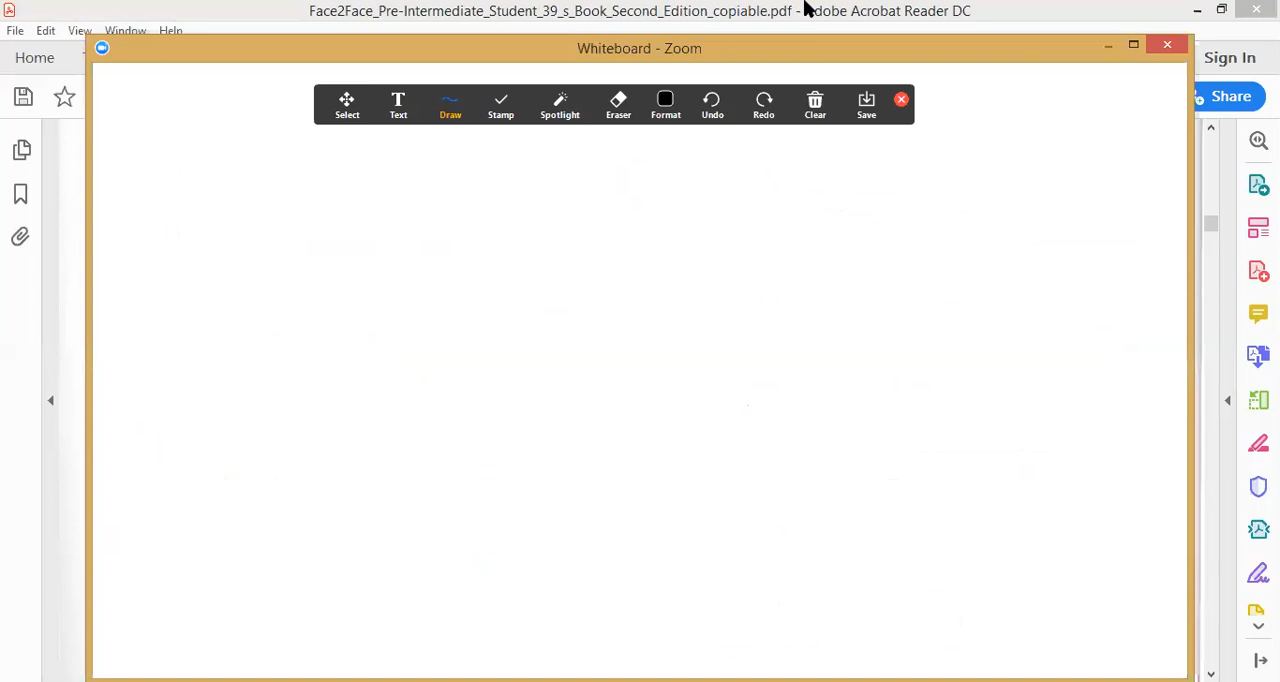 Face2Face_Pre-Intermediate_Student_39_s_Book_Second_Edition_copiable.pdf - Adobe Acrobat Reader DC
File Edit View Window Help
Whiteboard - Zoom
Home
Sign In
Share
Select Text Draw Stamp Spotlight Eraser Format Undo Redo Clear Save